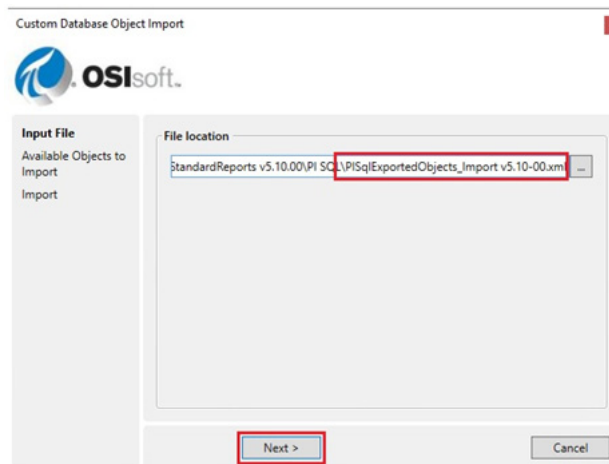 Custom Database Object Import
OSIsoft.
Input File
Available Objects to
Import
Import
File location
StandardReports v5.10.00\PI SQL\PISqlExportedObjects_Import v5.10-00.xml
...
Next >
Cancel